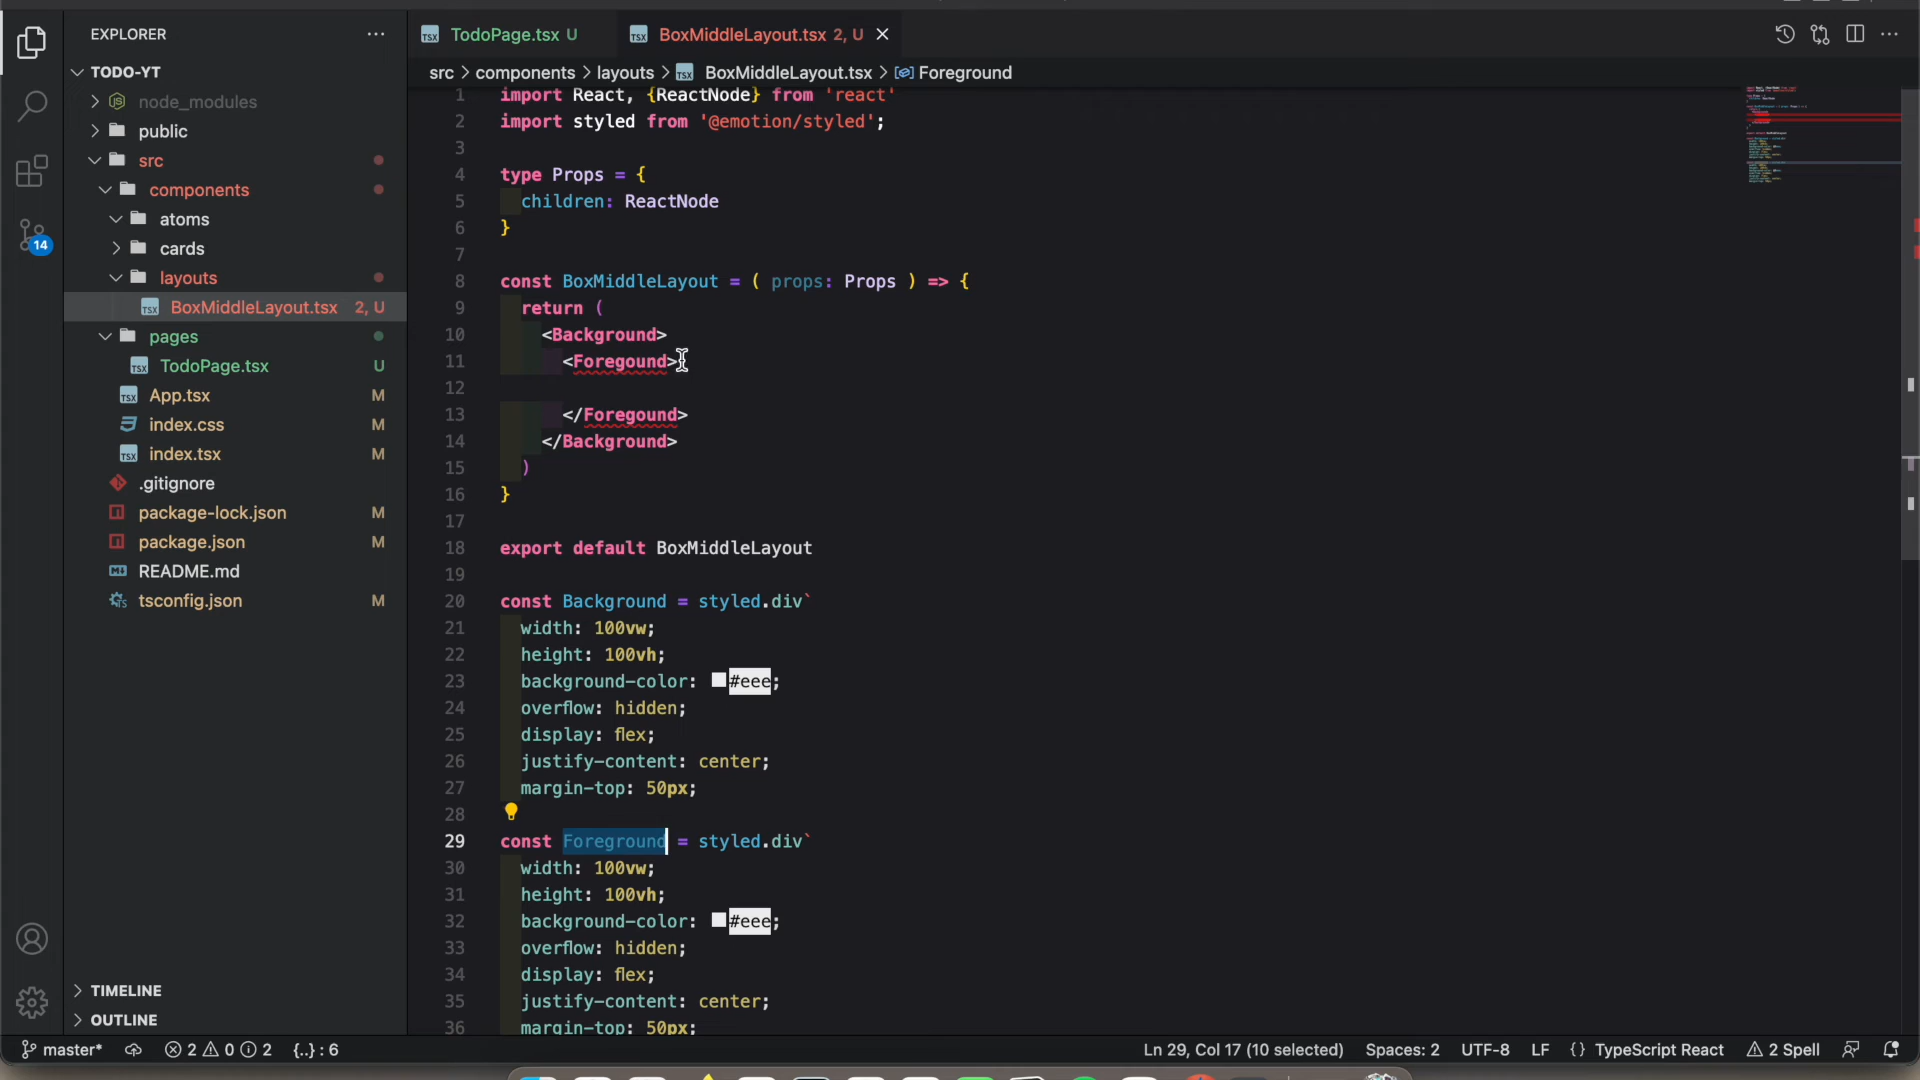 EXPLORER
TodoPage.tsx U
BoxMiddleLayout.tsx 2, U
TODO-YT
src > components > layouts > BoxMiddleLayout.tsx > Foreground
node_modules
public
src
components
atoms
cards
layouts
BoxMiddleLayout.tsx 2, U
pages
TodoPage.tsx U
App.tsx M
index.css M
index.tsx M
.gitignore
package-lock.json M
package.json M
README.md
tsconfig.json M
TIMELINE
OUTLINE
14
1 import React, {ReactNode} from 'react'
2 import styled from '@emotion/styled';
3
4 type Props = {
5 children: ReactNode
6 }
7
8 const BoxMiddleLayout = ( props: Props ) => {
9 return (
10 <Background>
11 <Foregound>
12
13 </Foregound>
14 </Background>
15 )
16 }
17
18 export default BoxMiddleLayout
19
20 const Background = styled.div`
21 width: 100vw;
22 height: 100vh;
23 background-color: #eee;
24 overflow: hidden;
25 display: flex;
26 justify-content: center;
27 margin-top: 50px;
28
29 const Foreground = styled.div`
30 width: 100vw;
31 height: 100vh;
32 background-color: #eee;
33 overflow: hidden;
34 display: flex;
35 justify-content: center;
36 margin-top: 50px;
master* 2 0 2 {..} : 6 Ln 29, Col 17 (10 selected) Spaces: 2 UTF-8 LF {} TypeScript React 2 Spell